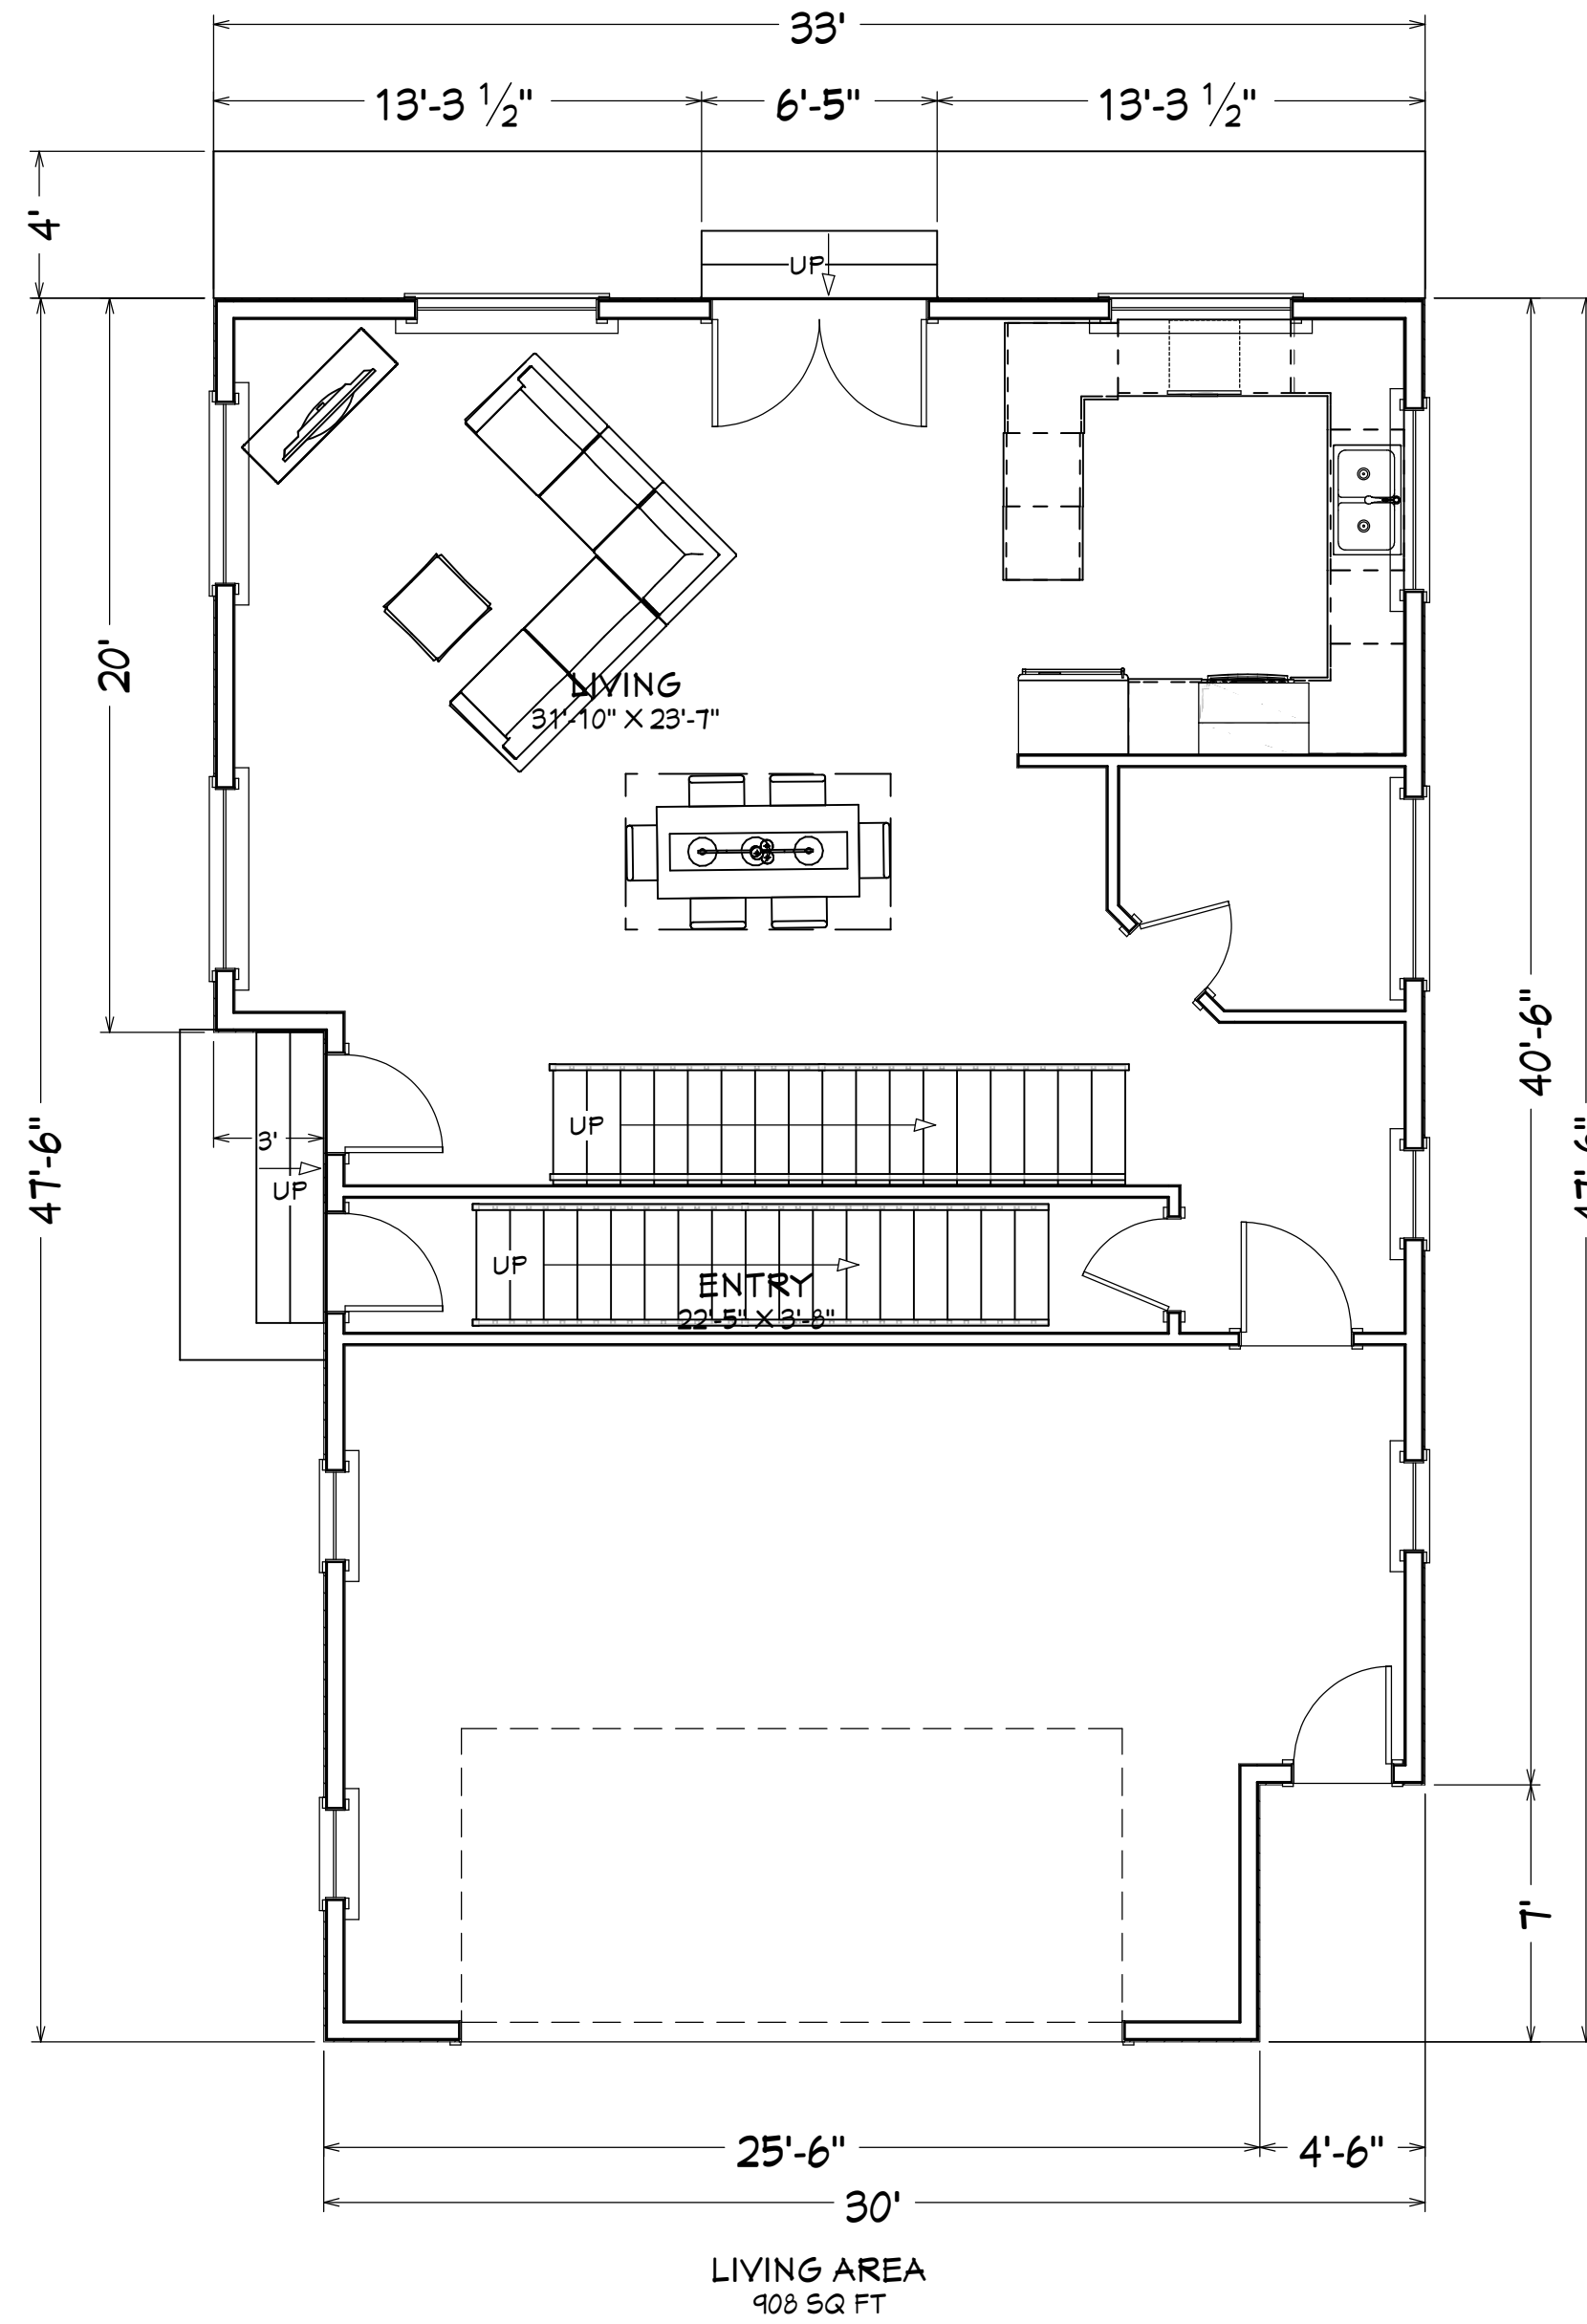 33'
13'-3 ½"
6'-5"
13'-3 ½"
4'
UP
20'
LIVING
31'-10" X 23'-7"
40'-6"
47'-6"
47'-6"
3'
UP
UP
UP
ENTRY
22'-5" X 3'-8"
7'
25'-6"
4'-6"
30'
LIVING AREA
908 SQ FT